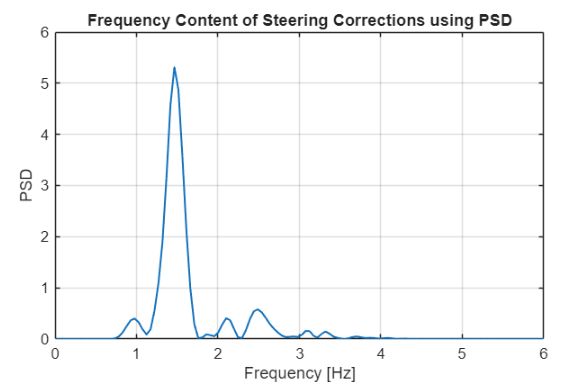 Frequency Content of Steering Corrections using PSD
6
5
4
3
2
1
0
PSD
0 1 2 3 4 5 6
Frequency [Hz]